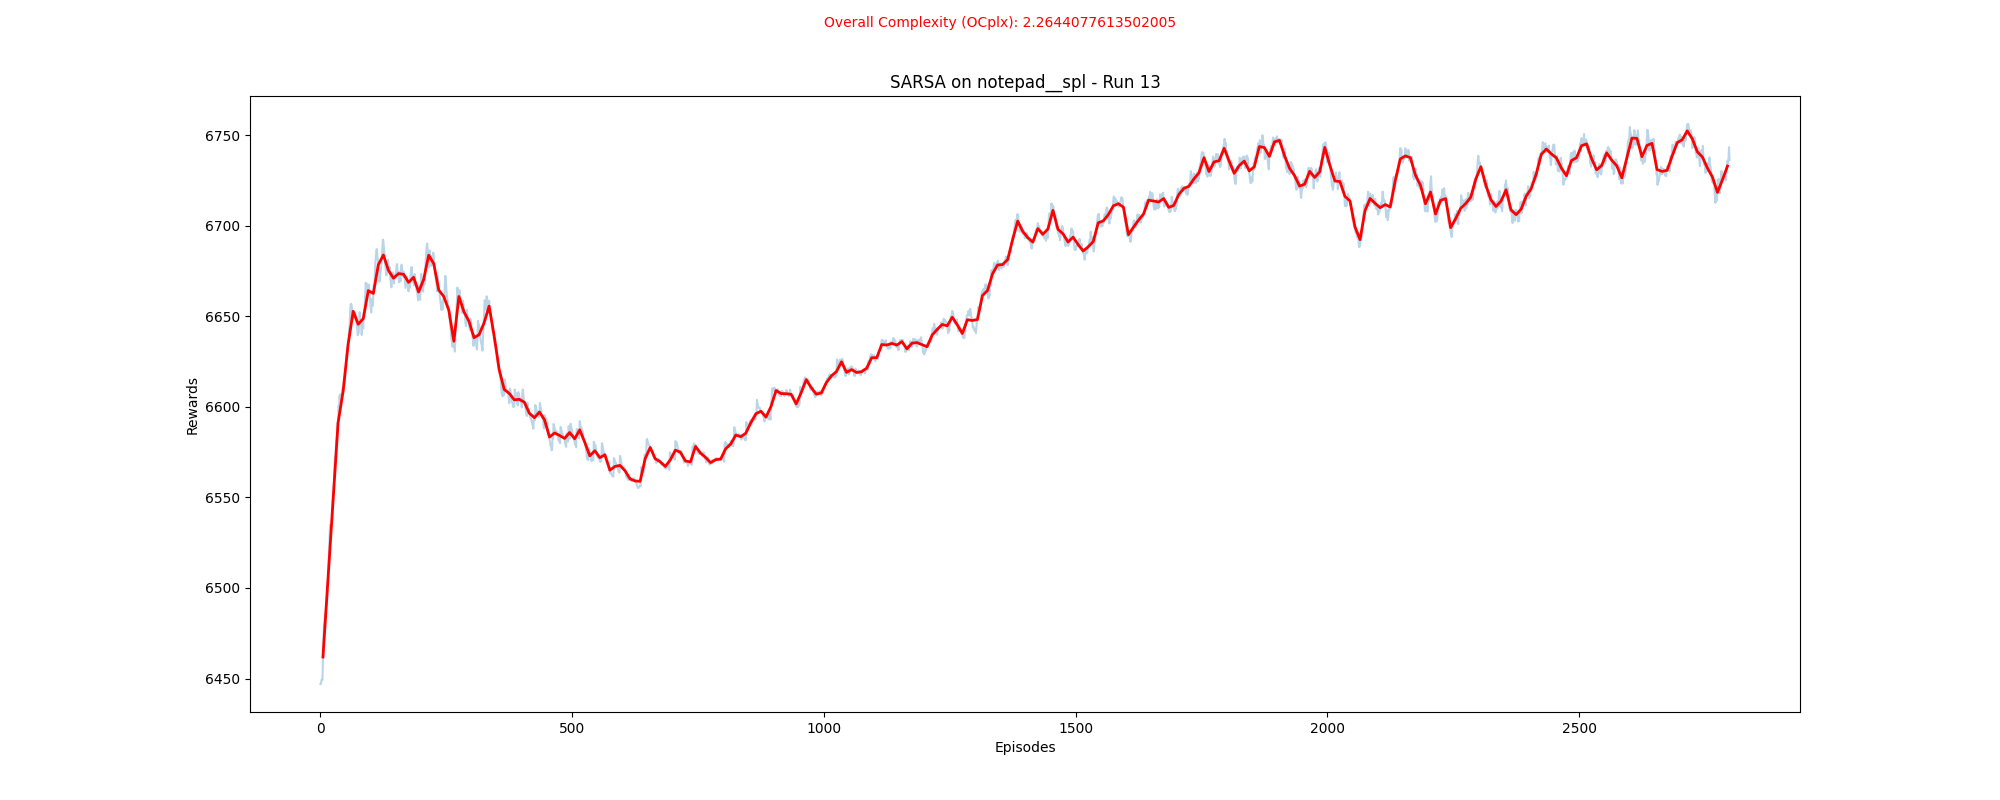 Overall Complexity (OCplx): 2.2644077613502005
SARSA on notepad__spl - Run 13
6750
6700
6650
6600
6550
6500
6450
Rewards
0 500 1000 1500 2000 2500
Episodes